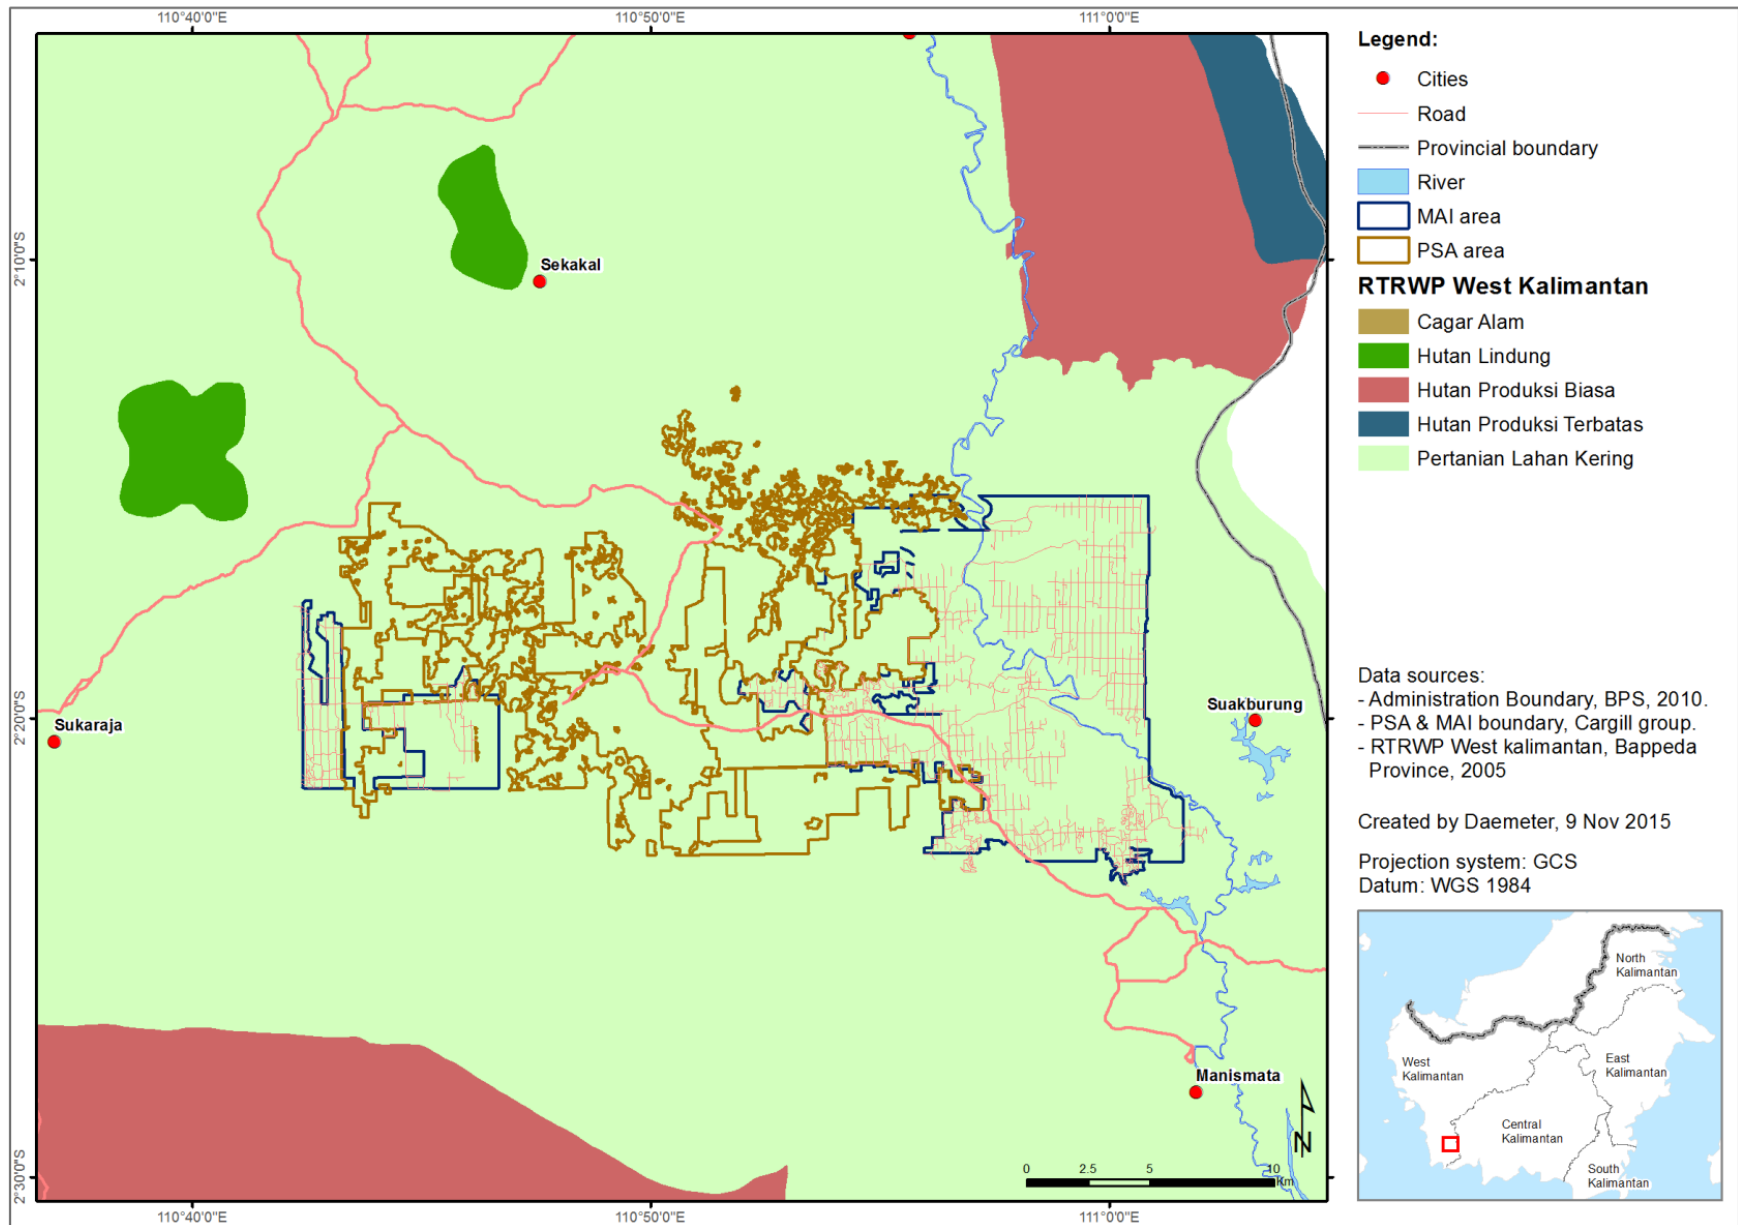 110°40'0"E
110°50'0"E
111°0'0"E
2°10'0"S
2°20'0"S
2°30'0"S
Sekakal
Sukaraja
Suakburung
Manismata
N
0 2.5 5 10
Km
110°40'0"E
110°50'0"E
111°0'0"E
Legend:
Cities
Road
Provincial boundary
River
MAI area
PSA area
RTRWP West Kalimantan
Cagar Alam
Hutan Lindung
Hutan Produksi Biasa
Hutan Produksi Terbatas
Pertanian Lahan Kering
Data sources:
- Administration Boundary, BPS, 2010.
- PSA & MAI boundary, Cargill group.
- RTRWP West kalimantan, Bappeda
Province, 2005
Created by Daemeter, 9 Nov 2015
Projection system: GCS
Datum: WGS 1984
North
Kalimantan
West
Kalimantan
East
Kalimantan
Central
Kalimantan
South
Kalimantan